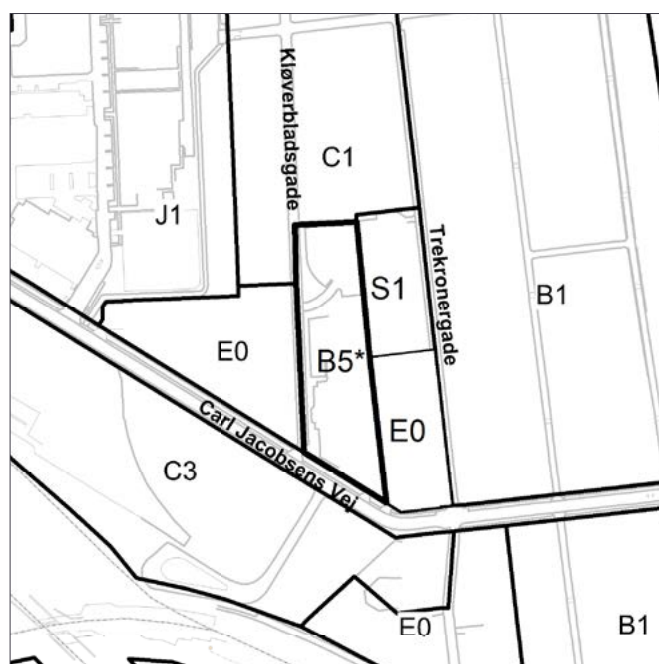 Kløverbladsgade
C1
J1
Trekronergade
S1
B1
E0
B5*
E0
Carl Jacobsens Vej
C3
E0
B1